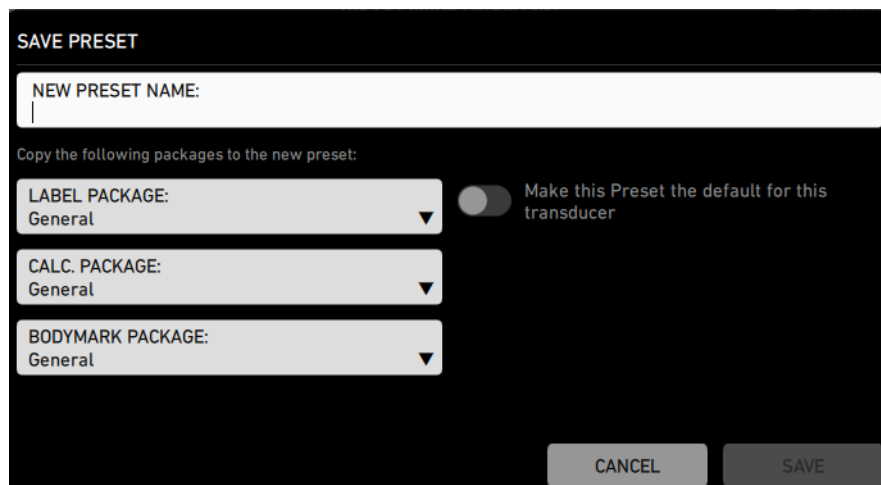 SAVE PRESET
NEW PRESET NAME:
Copy the following packages to the new preset:
LABEL PACKAGE:
General
Make this Preset the default for this
transducer
CALC. PACKAGE:
General
BODYMARK PACKAGE:
General
CANCEL
SAVE